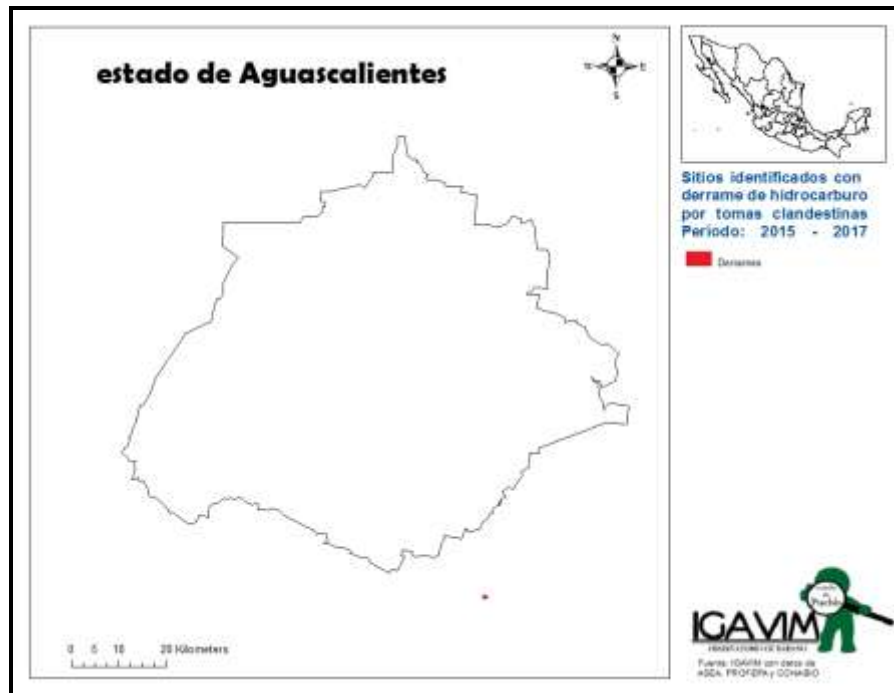 estado de Aguascalientes
N
E
S
Sitios identificados con
derrame de hidrocarburo
por tomas clandestinas
Período: 2015 - 2017
Derrames
0 5 10 20 Kilometers
IGAVIM
Fuente: IGAVIM con datos de
ASEA, PROFEPA y CONABIO